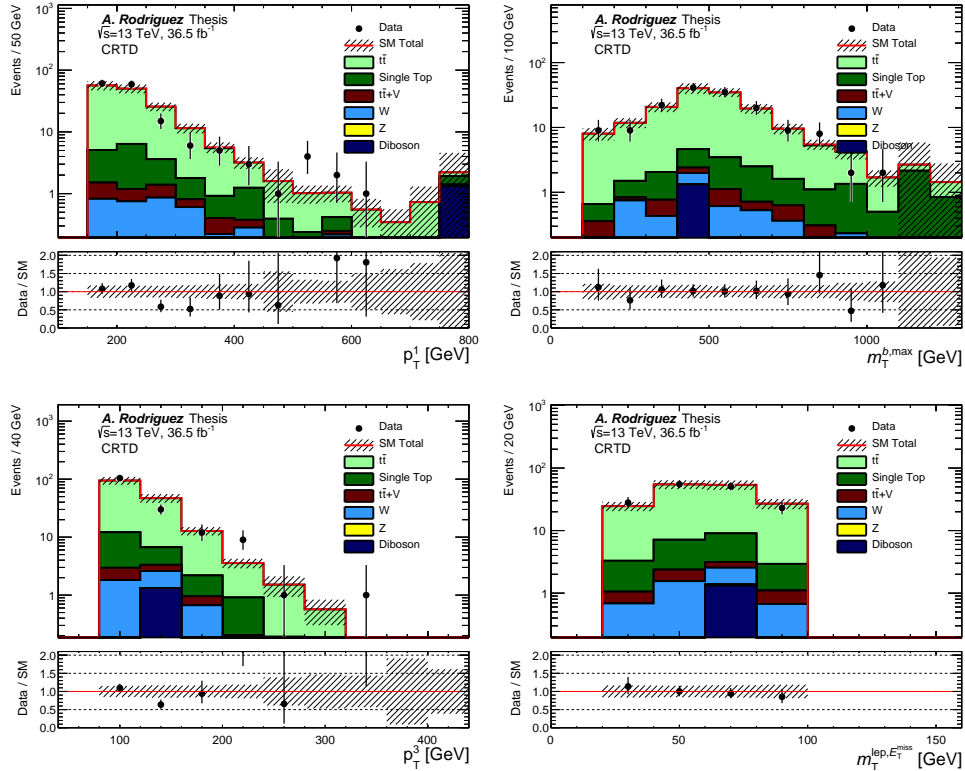 Events / 50 GeV
10³
10²
10
1
A. Rodriguez Thesis
√s=13 TeV, 36.5 fb⁻¹
CRTD
Data
SM Total
tt̄
Single Top
tt̄+V
W
Z
Diboson
Data / SM
2.0
1.5
1.0
0.5
0.0
200 400 600 800
p_T^1 [GeV]
Events / 100 GeV
10³
10²
10
1
A. Rodriguez Thesis
√s=13 TeV, 36.5 fb⁻¹
CRTD
Data
SM Total
tt̄
Single Top
tt̄+V
W
Z
Diboson
Data / SM
2.0
1.5
1.0
0.5
0.0
500 1000
m_T^{b,max} [GeV]
Events / 40 GeV
10³
10²
10
1
A. Rodriguez Thesis
√s=13 TeV, 36.5 fb⁻¹
CRTD
Data
SM Total
tt̄
Single Top
tt̄+V
W
Z
Diboson
Data / SM
2.0
1.5
1.0
0.5
0.0
100 200 300 400
p_T^3 [GeV]
Events / 20 GeV
10³
10²
10
1
A. Rodriguez Thesis
√s=13 TeV, 36.5 fb⁻¹
CRTD
Data
SM Total
tt̄
Single Top
tt̄+V
W
Z
Diboson
Data / SM
2.0
1.5
1.0
0.5
0.0
0 50 100 150
m_T^{lep,E_T^{miss}} [GeV]